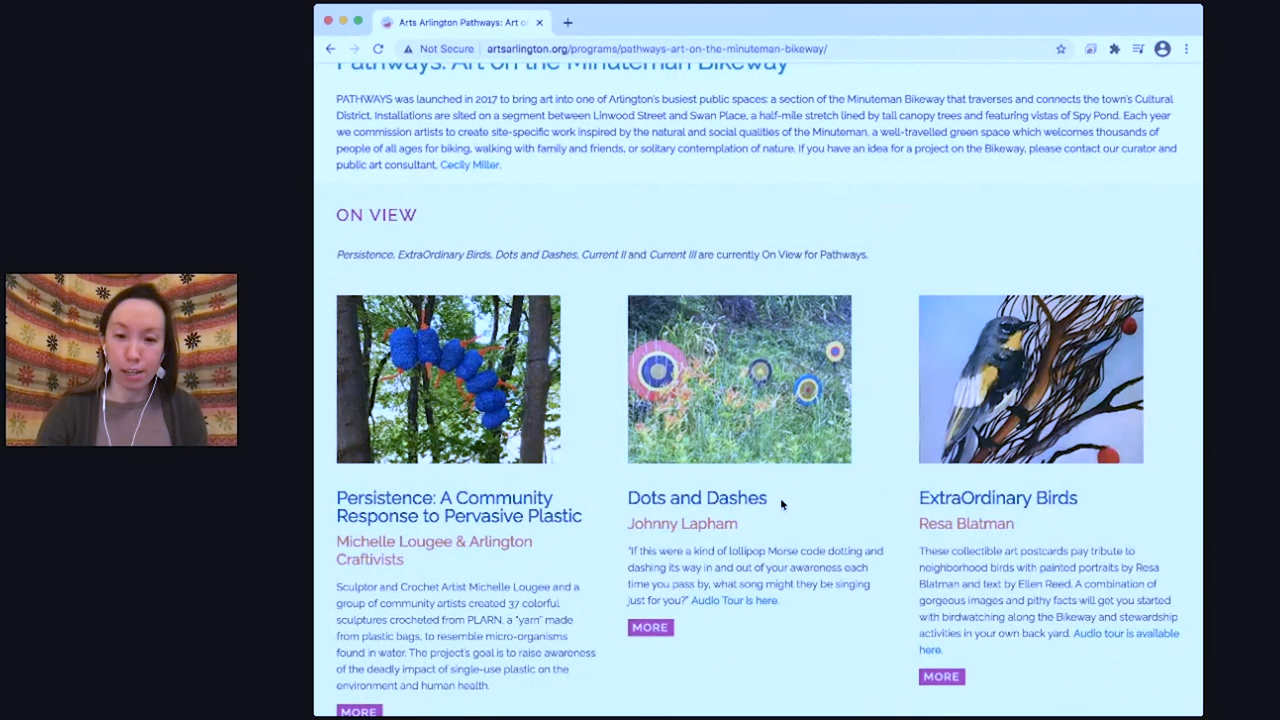 Arts Arlington Pathways: Art o
Not Secure
artsarlington.org/programs/pathways-art-on-the-minuteman-bikeway/
Pathways: Art on the Minuteman Bikeway
PATHWAYS was launched in 2017 to bring art into one of Arlington's busiest public spaces: a section of the Minuteman Bikeway that traverses and connects the town's Cultural
District. Installations are sited on a segment between Linwood Street and Swan Place, a half-mile stretch lined by tall canopy trees and featuring vistas of Spy Pond. Each year
we commission artists to create site-specific work inspired by the natural and social qualities of the Minuteman, a well-travelled green space which welcomes thousands of
people of all ages for biking, walking with family and friends, or solitary contemplation of nature. If you have an idea for a project on the Bikeway, please contact our curator and
public art consultant, Cecily Miller.
ON VIEW
Persistence, ExtraOrdinary Birds, Dots and Dashes, Current II and Current III are currently On View for Pathways.
Persistence: A Community
Response to Pervasive Plastic
Michelle Lougee & Arlington
Craftivists
Sculptor and Crochet Artist Michelle Lougee and a
group of community artists created 37 colorful
sculptures crocheted from PLARN, a "yarn" made
from plastic bags, to resemble micro-organisms
found in water. The project's goal is to raise awareness
of the deadly impact of single-use plastic on the
environment and human health.
MORE
Dots and Dashes
Johnny Lapham
"If this were a kind of lollipop Morse code dotting and
dashing its way in and out of your awareness each
time you pass by, what song might they be singing
just for you?" Audio Tour is here.
MORE
ExtraOrdinary Birds
Resa Blatman
These collectible art postcards pay tribute to
neighborhood birds with painted portraits by Resa
Blatman and text by Ellen Reed. A combination of
gorgeous images and pithy facts will get you started
with birdwatching along the Bikeway and stewardship
activities in your own back yard. Audio tour is available
here.
MORE